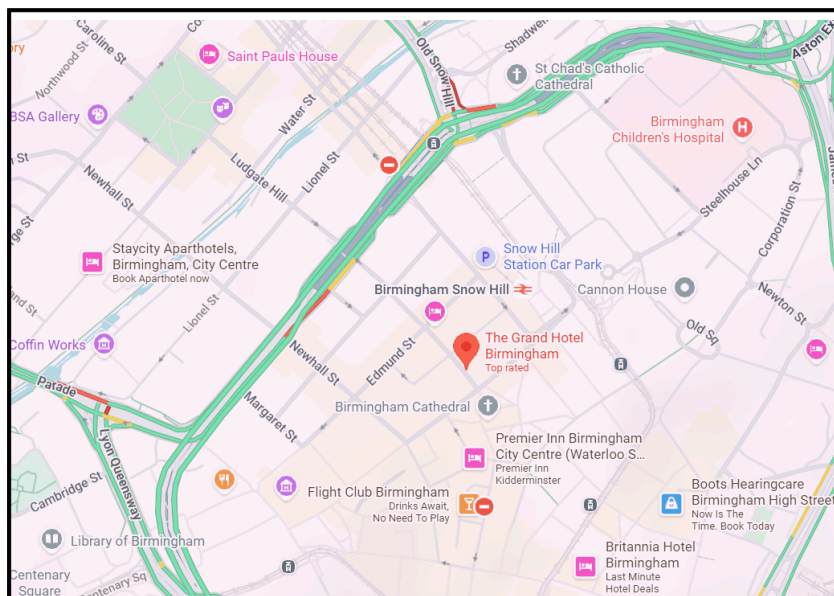 Caroline St
Co
Northwood St
ory
Saint Pauls House
Old Snow Hill
Shadwell
Aston Ex
St Chad's Catholic
Cathedral
BSA Gallery
Water St
Birmingham
Children's Hospital
Lionel St
Ludgate Hill
Newhall St
Steelhouse Ln
James
Corporation St
Staycity Aparthotels,
Birmingham, City Centre
Book Aparthotel now
Snow Hill
Station Car Park
Birmingham Snow Hill
Cannon House
Newton St
Lionel St
Old Sq
Coffin Works
The Grand Hotel
Birmingham
Top rated
Newhall St
Edmund St
Parade
Margaret St
Birmingham Cathedral
Lyon Queensway
Premier Inn Birmingham
City Centre (Waterloo S...
Premier Inn
Kidderminster
Cambridge St
Flight Club Birmingham
Drinks Await,
No Need To Play
Boots Hearingcare
Birmingham High Street
Now Is The
Time. Book Today
Library of Birmingham
Britannia Hotel
Birmingham
Last Minute
Hotel Deals
Centenary
Square
Centenary Sq